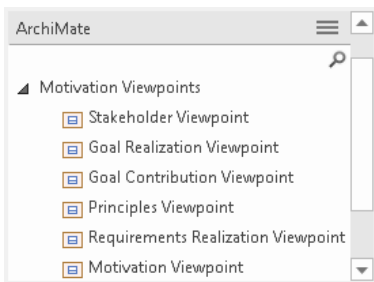 ArchiMate
Motivation Viewpoints
Stakeholder Viewpoint
Goal Realization Viewpoint
Goal Contribution Viewpoint
Principles Viewpoint
Requirements Realization Viewpoint
Motivation Viewpoint